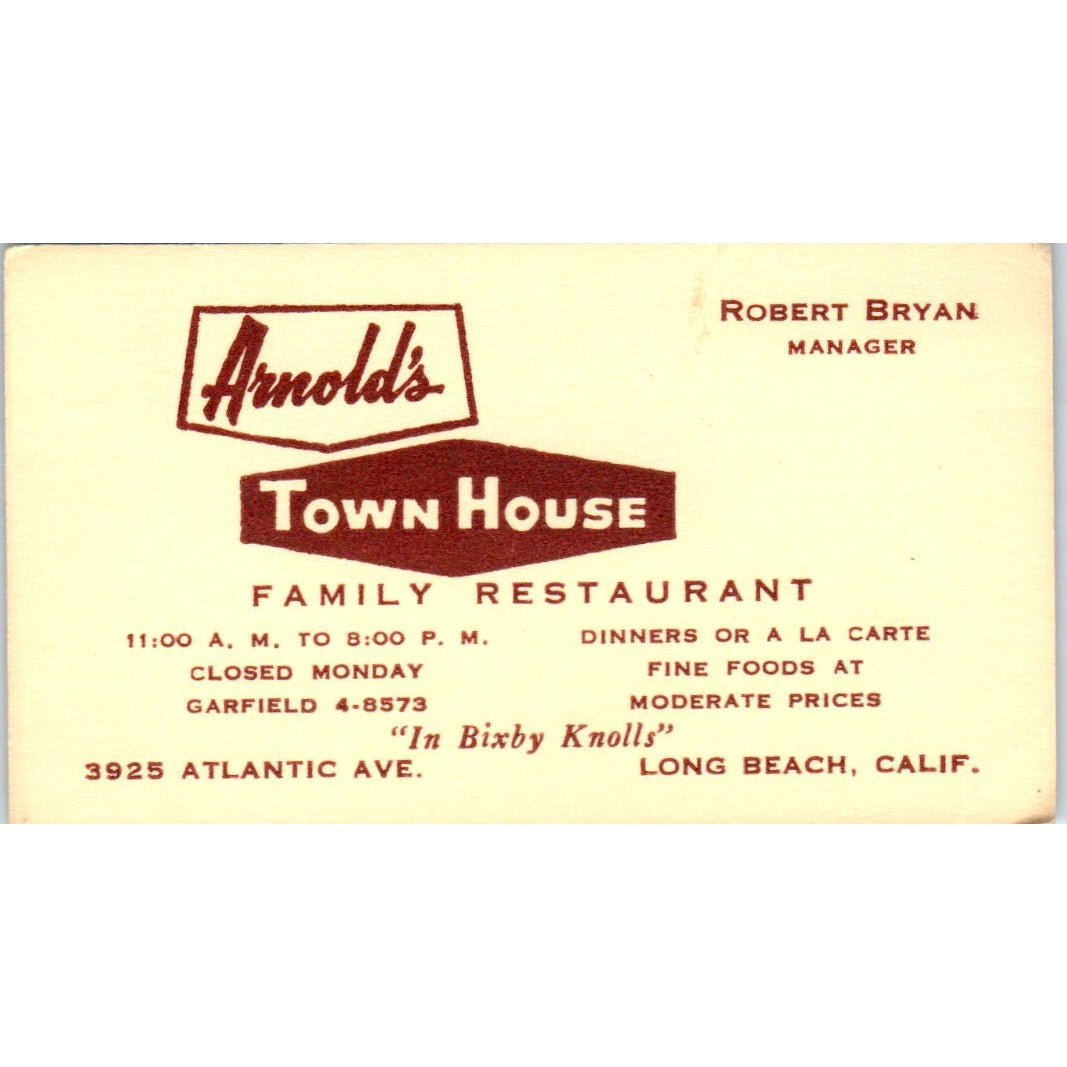 Arnold's
TOWN HOUSE
ROBERT BRYAN
MANAGER
FAMILY RESTAURANT
11:00 A. M. TO 8:00 P. M.
CLOSED MONDAY
GARFIELD 4-8573
DINNERS OR A LA CARTE
FINE FOODS AT
MODERATE PRICES
"In Bixby Knolls"
3925 ATLANTIC AVE.
LONG BEACH, CALIF.